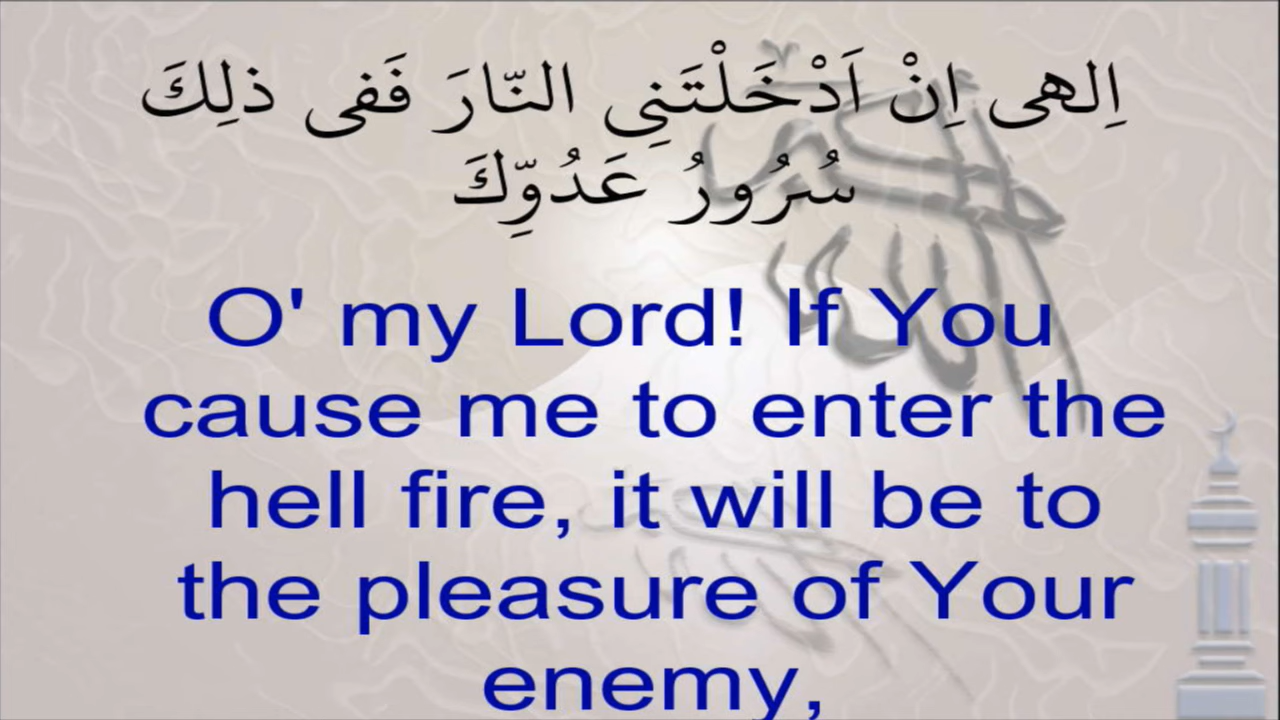 اِلهى اِنْ اَدْخَلْتَنِي النّارَ فَفى ذلِكَ
سُرُورُ عَدُوِّكَ
O' my Lord! If You
cause me to enter the
hell fire, it will be to
the pleasure of Your
enemy,